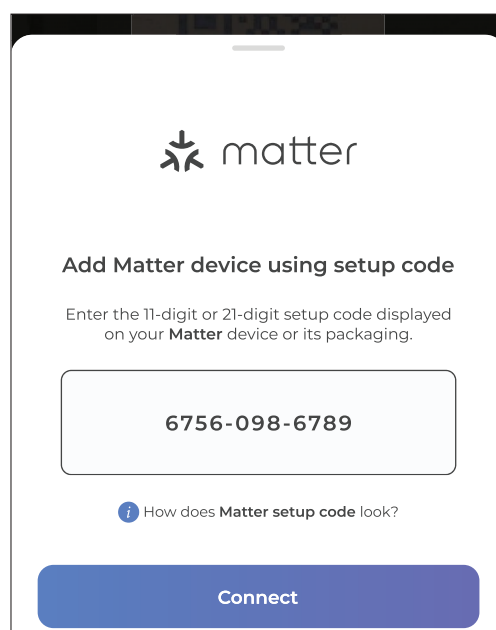 matter
Add Matter device using setup code
Enter the 11-digit or 21-digit setup code displayed
on your Matter device or its packaging.
6756-098-6789
i How does Matter setup code look?
Connect